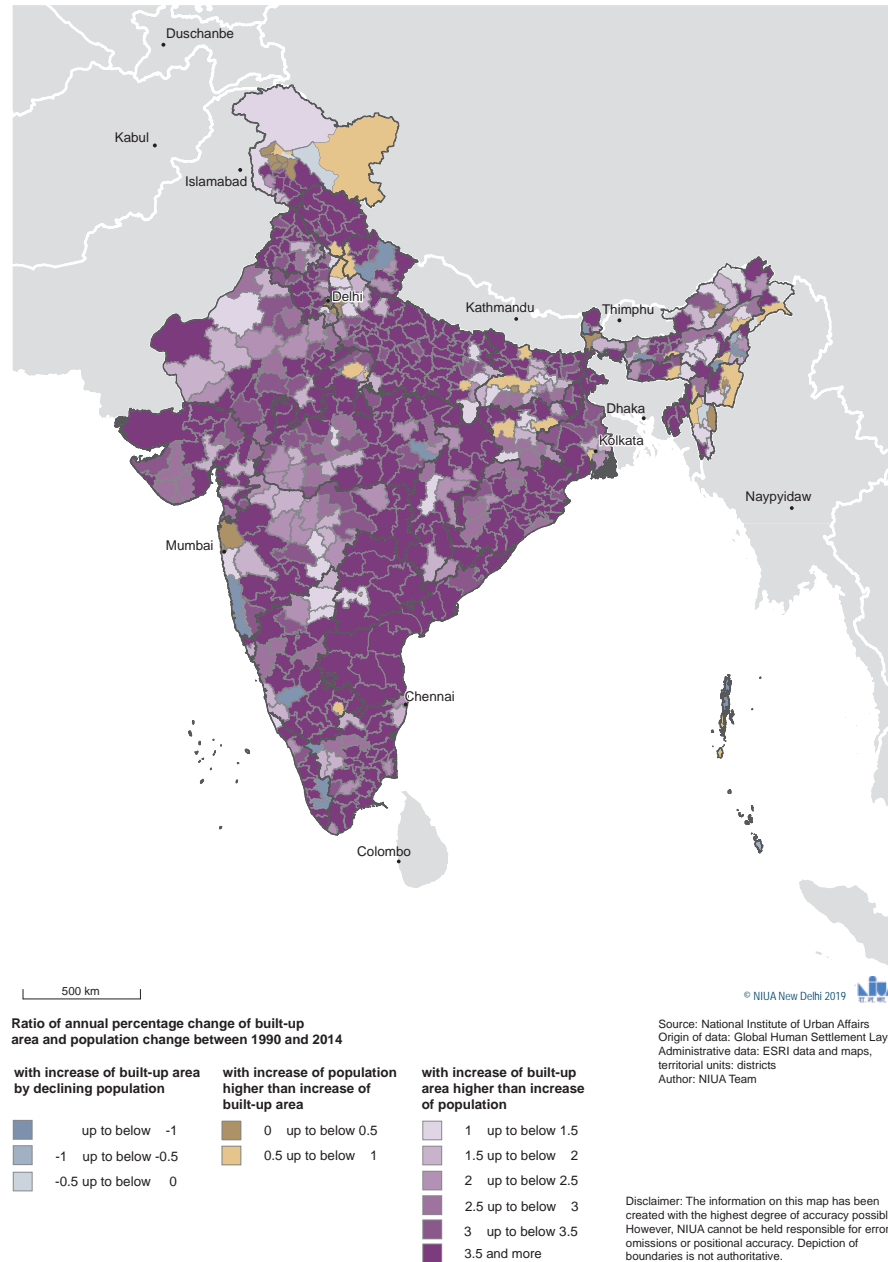 Duschanbe
Kabul
Islamabad
Delhi
Kathmandu
Thimphu
Dhaka
Kolkata
Naypyidaw
Mumbai
Chennai
Colombo
500 km
© NIUA New Delhi 2019
Ratio of annual percentage change of built-up
area and population change between 1990 and 2014
with increase of built-up area
by declining population
up to below -1
-1 up to below -0.5
-0.5 up to below 0
with increase of population
higher than increase of
built-up area
0 up to below 0.5
0.5 up to below 1
with increase of built-up
area higher than increase
of population
1 up to below 1.5
1.5 up to below 2
2 up to below 2.5
2.5 up to below 3
3 up to below 3.5
3.5 and more
Source: National Institute of Urban Affairs
Origin of data: Global Human Settlement Lay
Administrative data: ESRI data and maps,
territorial units: districts
Author: NIUA Team
Disclaimer: The information on this map has been
created with the highest degree of accuracy possibl
However, NIUA cannot be held responsible for error
omissions or positional accuracy. Depiction of
boundaries is not authoritative.